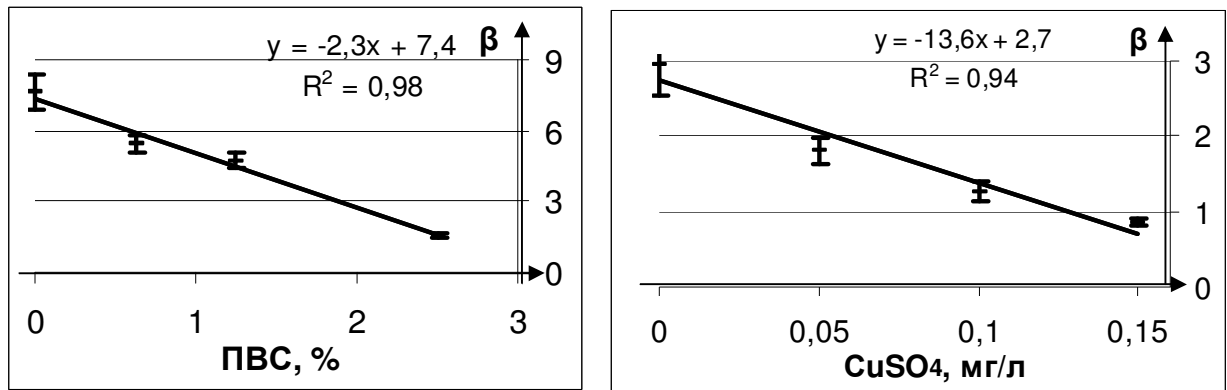 y = -2,3x + 7,4
R² = 0,98
β
9
6
3
0
0 1 2 3
ПВС, %
y = -13,6x + 2,7
R² = 0,94
β
3
2
1
0
0 0,05 0,1 0,15
CuSO4, мг/л